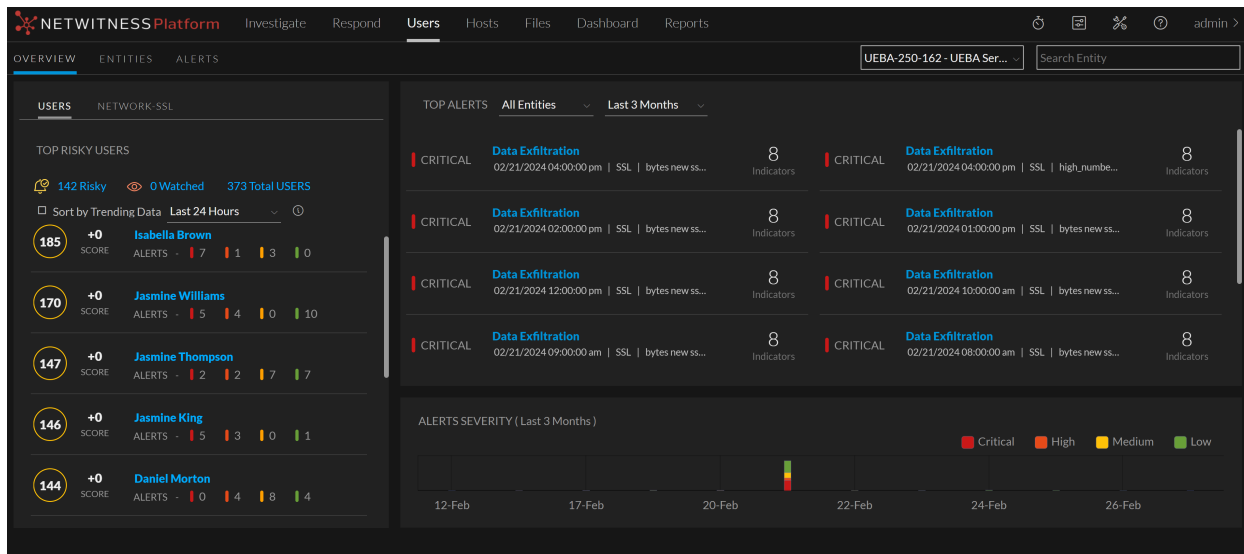 NETWITNESS Platform Investigate Respond Users Hosts Files Dashboard Reports admin >
OVERVIEW ENTITIES ALERTS UEBA-250-162 - UEBA Ser... Search Entity
USERS NETWORK-SSL
TOP RISKY USERS
142 Risky 0 Watched 373 Total USERS
Sort by Trending Data Last 24 Hours
185 +0 SCORE Isabella Brown
ALERTS - 7 1 3 0
170 +0 SCORE Jasmine Williams
ALERTS - 5 4 0 10
147 +0 SCORE Jasmine Thompson
ALERTS - 2 2 7 7
146 +0 SCORE Jasmine King
ALERTS - 5 3 0 1
144 +0 SCORE Daniel Morton
ALERTS - 0 4 8 4
TOP ALERTS All Entities Last 3 Months
CRITICAL Data Exfiltration 8 Indicators
02/21/2024 04:00:00 pm | SSL | bytes new ss...
CRITICAL Data Exfiltration 8 Indicators
02/21/2024 04:00:00 pm | SSL | high_numbe...
CRITICAL Data Exfiltration 8 Indicators
02/21/2024 02:00:00 pm | SSL | bytes new ss...
CRITICAL Data Exfiltration 8 Indicators
02/21/2024 01:00:00 pm | SSL | bytes new ss...
CRITICAL Data Exfiltration 8 Indicators
02/21/2024 12:00:00 pm | SSL | bytes new ss...
CRITICAL Data Exfiltration 8 Indicators
02/21/2024 10:00:00 am | SSL | bytes new ss...
CRITICAL Data Exfiltration 8 Indicators
02/21/2024 09:00:00 am | SSL | bytes new ss...
CRITICAL Data Exfiltration 8 Indicators
02/21/2024 08:00:00 am | SSL | bytes new ss...
ALERTS SEVERITY ( Last 3 Months )
Critical High Medium Low
12-Feb 17-Feb 20-Feb 22-Feb 24-Feb 26-Feb